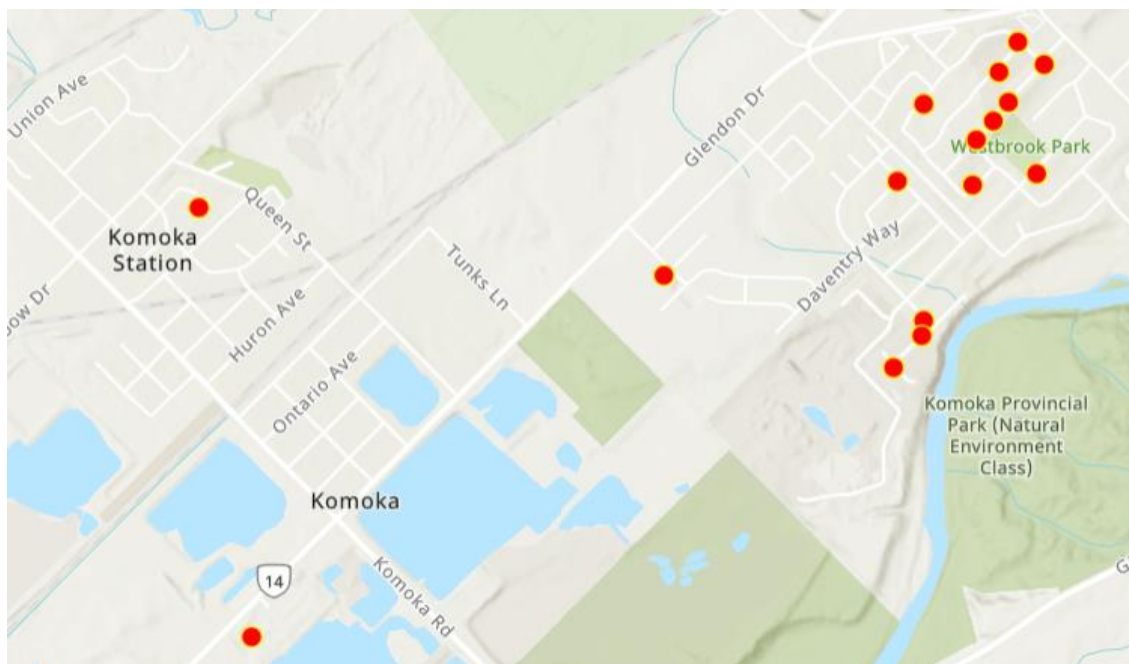 Union Ave
Glendon Dr
Westbrook Park
Queen St
Komoka
Station
Tunks Ln
Daventry Way
Huron Ave
Ontario Ave
Komoka Provincial
Park (Natural
Environment
Class)
Komoka
14
Komoka Rd